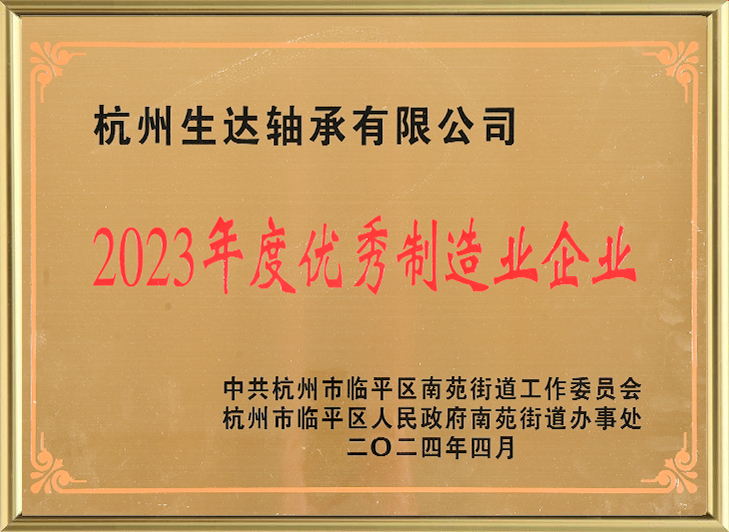 杭州生达轴承有限公司
2023年度优秀制造业企业
中共杭州市临平区南苑街道工作委员会
杭州市临平区人民政府南苑街道办事处
二〇二四年四月